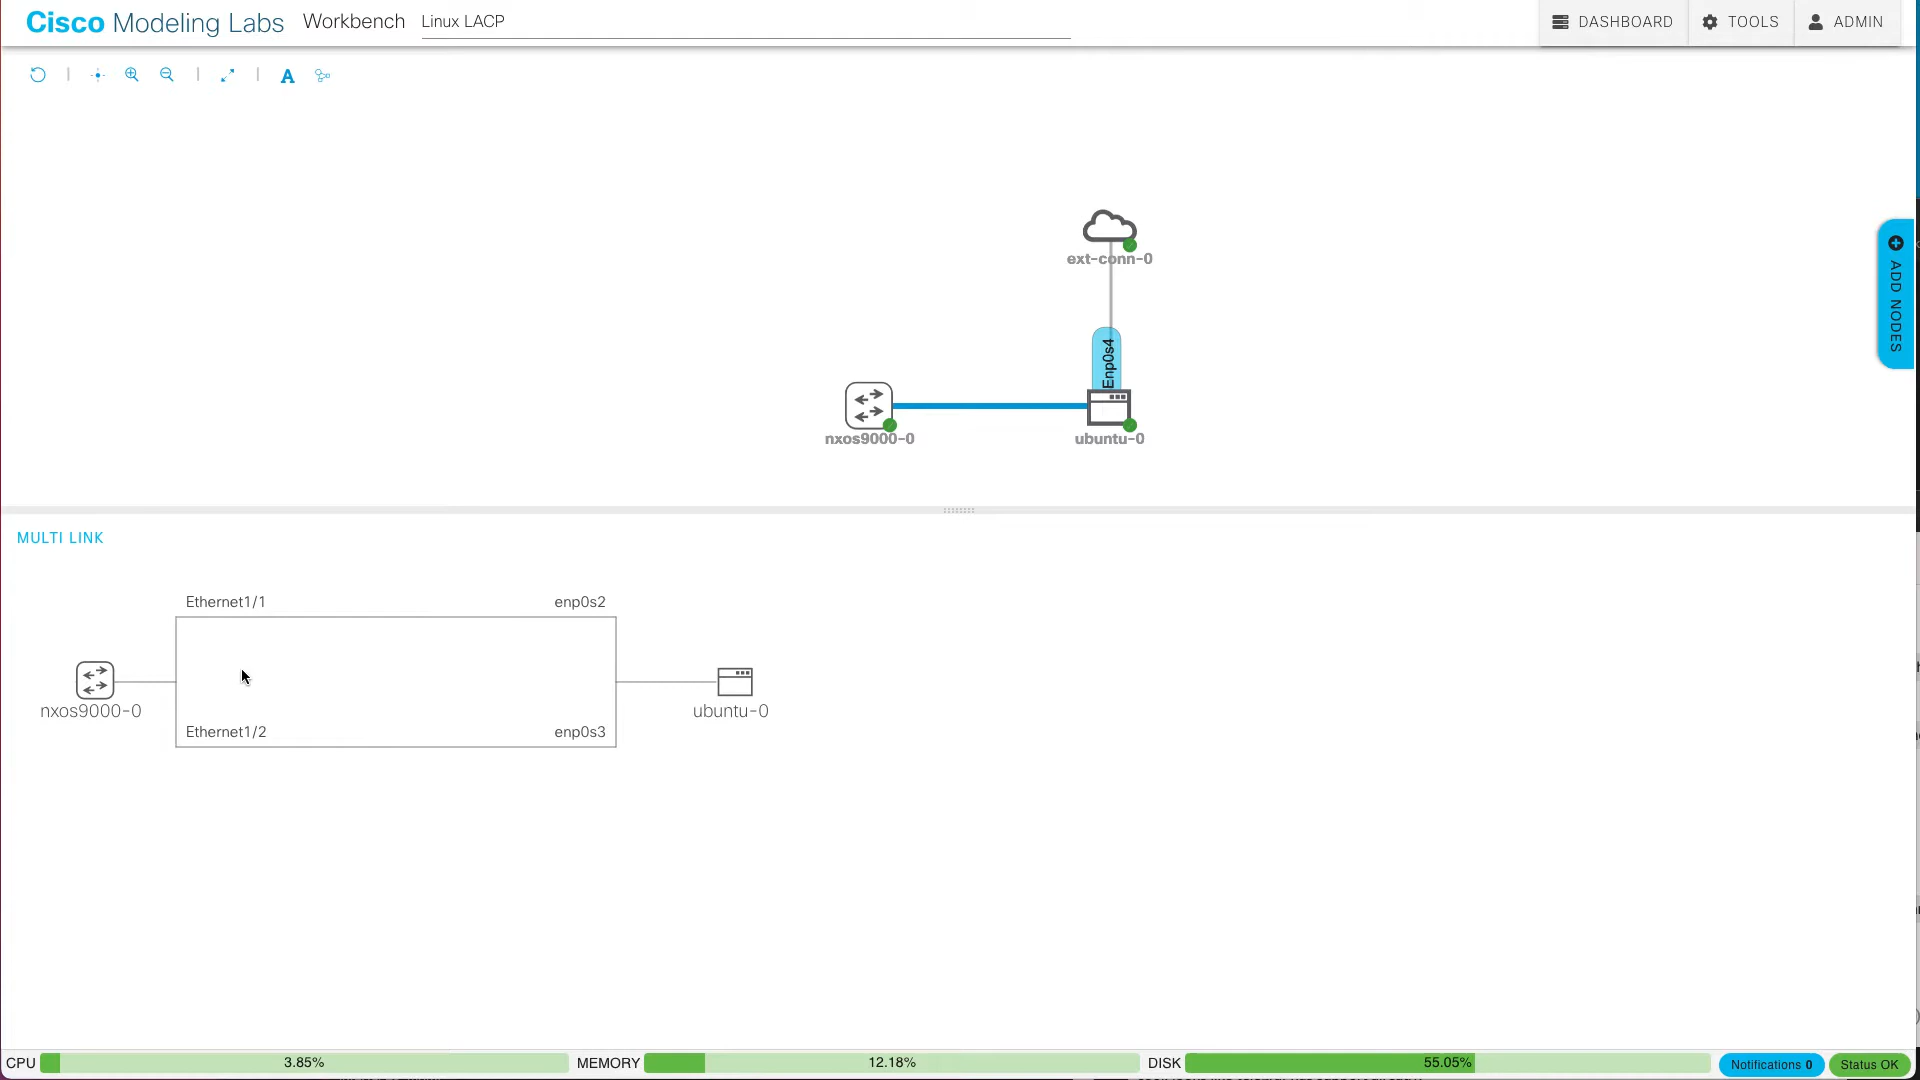 Cisco Modeling Labs Workbench Linux LACP DASHBOARD TOOLS ADMIN
A
ext-conn-0
ADD NODES
Enp0s4
nxos9000-0 ubuntu-0
MULTI LINK
Ethernet1/1 enp0s2
nxos9000-0 ubuntu-0
Ethernet1/2 enp0s3
CPU 3.85% MEMORY 12.18% DISK 55.05% Notifications 0 Status OK